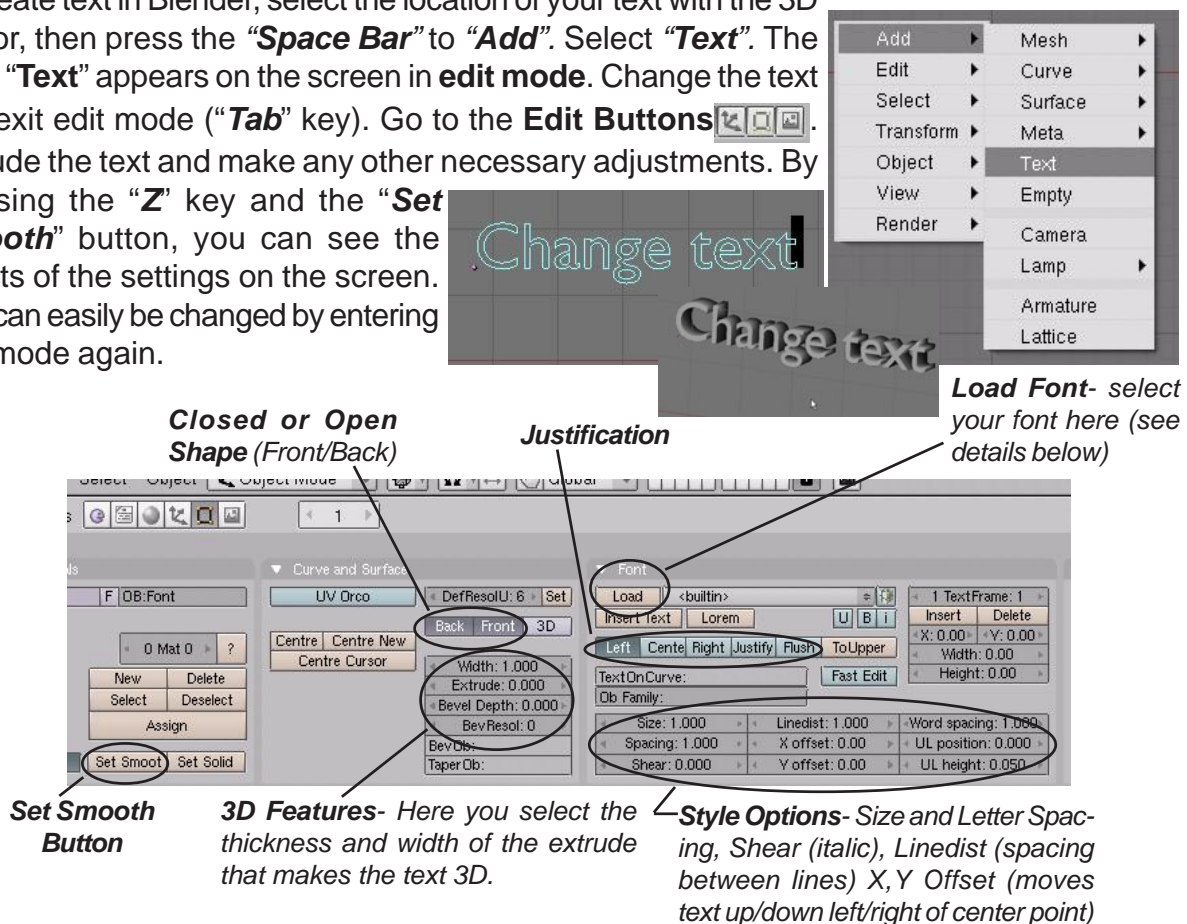 eate text in Blender, select the location of your text with the 3D
or, then press the "Space Bar" to "Add". Select "Text". The
"Text" appears on the screen in edit mode. Change the text
exit edit mode ("Tab" key). Go to the Edit Buttons .
ude the text and make any other necessary adjustments. By
sing the "Z" key and the "Set
ooth" button, you can see the
ts of the settings on the screen.
can easily be changed by entering
mode again.
Add
Edit
Select
Transform
Object
View
Render
Mesh
Curve
Surface
Meta
Text
Empty
Camera
Lamp
Armature
Lattice
Change text
Change text
Closed or Open
Shape (Front/Back)
Justification
Load Font- select
your font here (see
details below)
Select Object Object Mode Global
1
Curve and Surface
Font
F OB:Font
0 Mat 0 ?
New Delete
Select Deselect
Assign
Set Smoot Set Solid
UV Orco
Centre Centre New
Centre Cursor
DefResolU: 6 Set
Back Front 3D
Width: 1.000
Extrude: 0.000
Bevel Depth: 0.000
BevResol: 0
BevOb:
TaperOb:
Load <builtin>
Insert Text Lorem U B i
Left Cente Right Justify Flush ToUpper
TextOnCurve: Fast Edit
Ob Family:
1 TextFrame: 1
Insert Delete
X: 0.00 Y: 0.00
Width: 0.00
Height: 0.00
Size: 1.000 Linedist: 1.000 Word spacing: 1.000
Spacing: 1.000 X offset: 0.00 UL position: 0.000
Shear: 0.000 Y offset: 0.00 UL height: 0.050
Set Smooth
Button
3D Features- Here you select the
thickness and width of the extrude
that makes the text 3D.
Style Options- Size and Letter Spac-
ing, Shear (italic), Linedist (spacing
between lines) X,Y Offset (moves
text up/down left/right of center point)